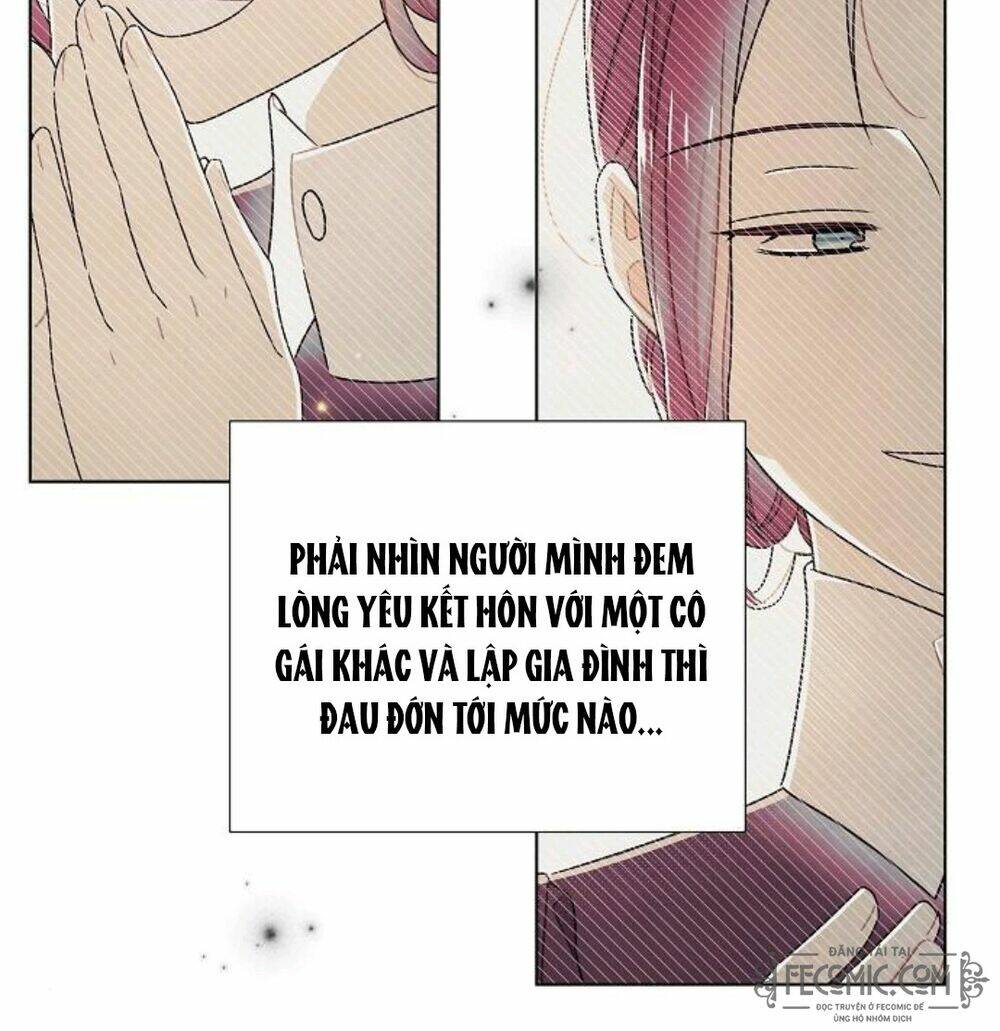 PHẢI NHÌN NGƯỜI MÌNH ĐEM
LÒNG YÊU KẾT HÔN VỚI MỘT CÔ
GÁI KHÁC VÀ LẬP GIA ĐÌNH THÌ
ĐAU ĐỚN TỚI MỨC NÀO...
ĐĂNG TẢI TẠI
FECOMIC.COM
ĐỌC TRUYỆN Ở FECOMIC ĐỂ
ỦNG HỘ NHÓM DỊCH